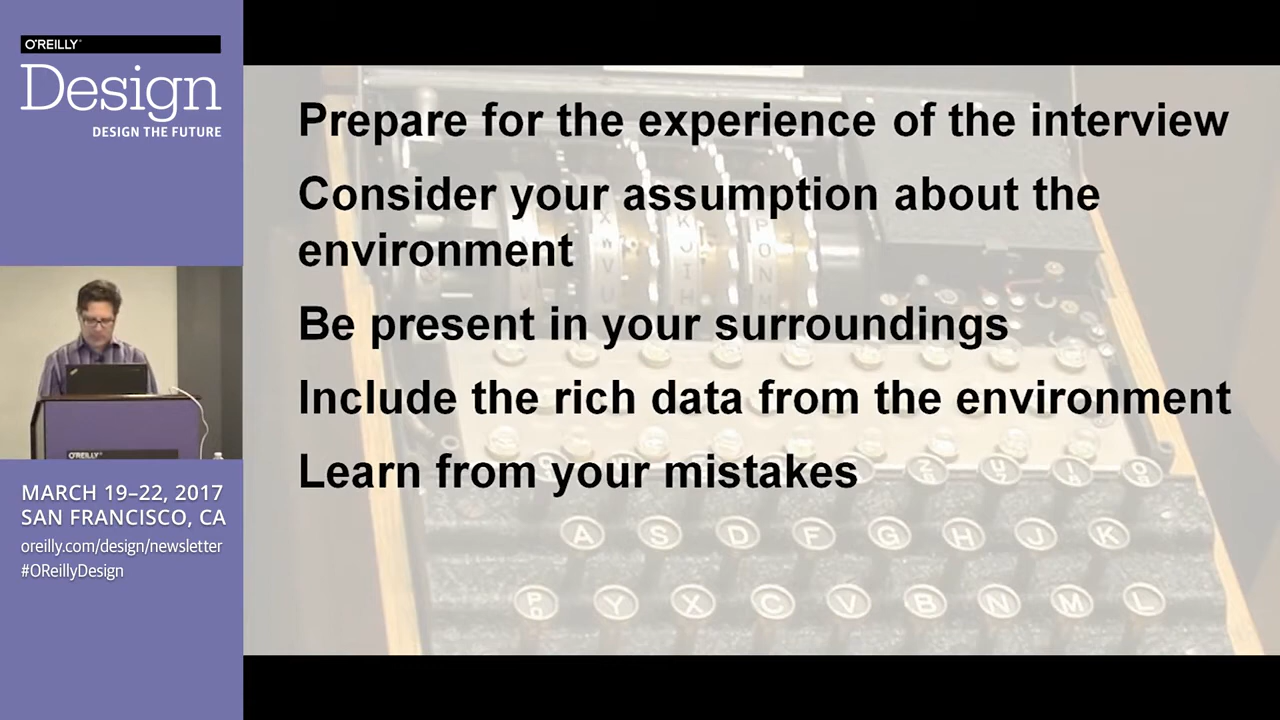 O'REILLY®
Design
DESIGN THE FUTURE
Prepare for the experience of the interview
Consider your assumption about the
environment
Be present in your surroundings
Include the rich data from the environment
Learn from your mistakes
X
W
V
U
K
J
I
H
P
O
N
A S D F G H J K
P Y X C V B N M L
O'REILLY®
MARCH 19–22, 2017
SAN FRANCISCO, CA
oreilly.com/design/newsletter
#OReillyDesign